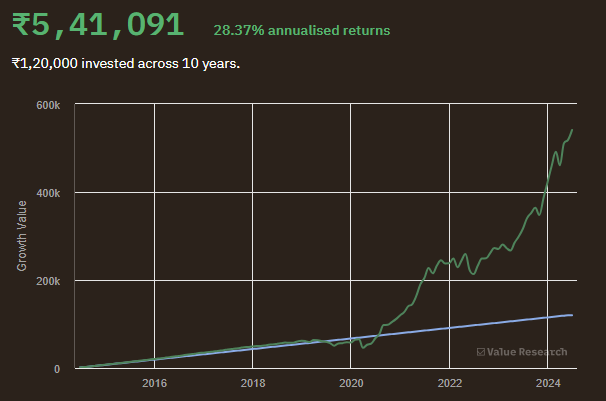 ₹5,41,091 28.37% annualised returns
₹1,20,000 invested across 10 years.
600k
400k
200k
0
Growth Value
2016 2018 2020 2022 2024
Value Research